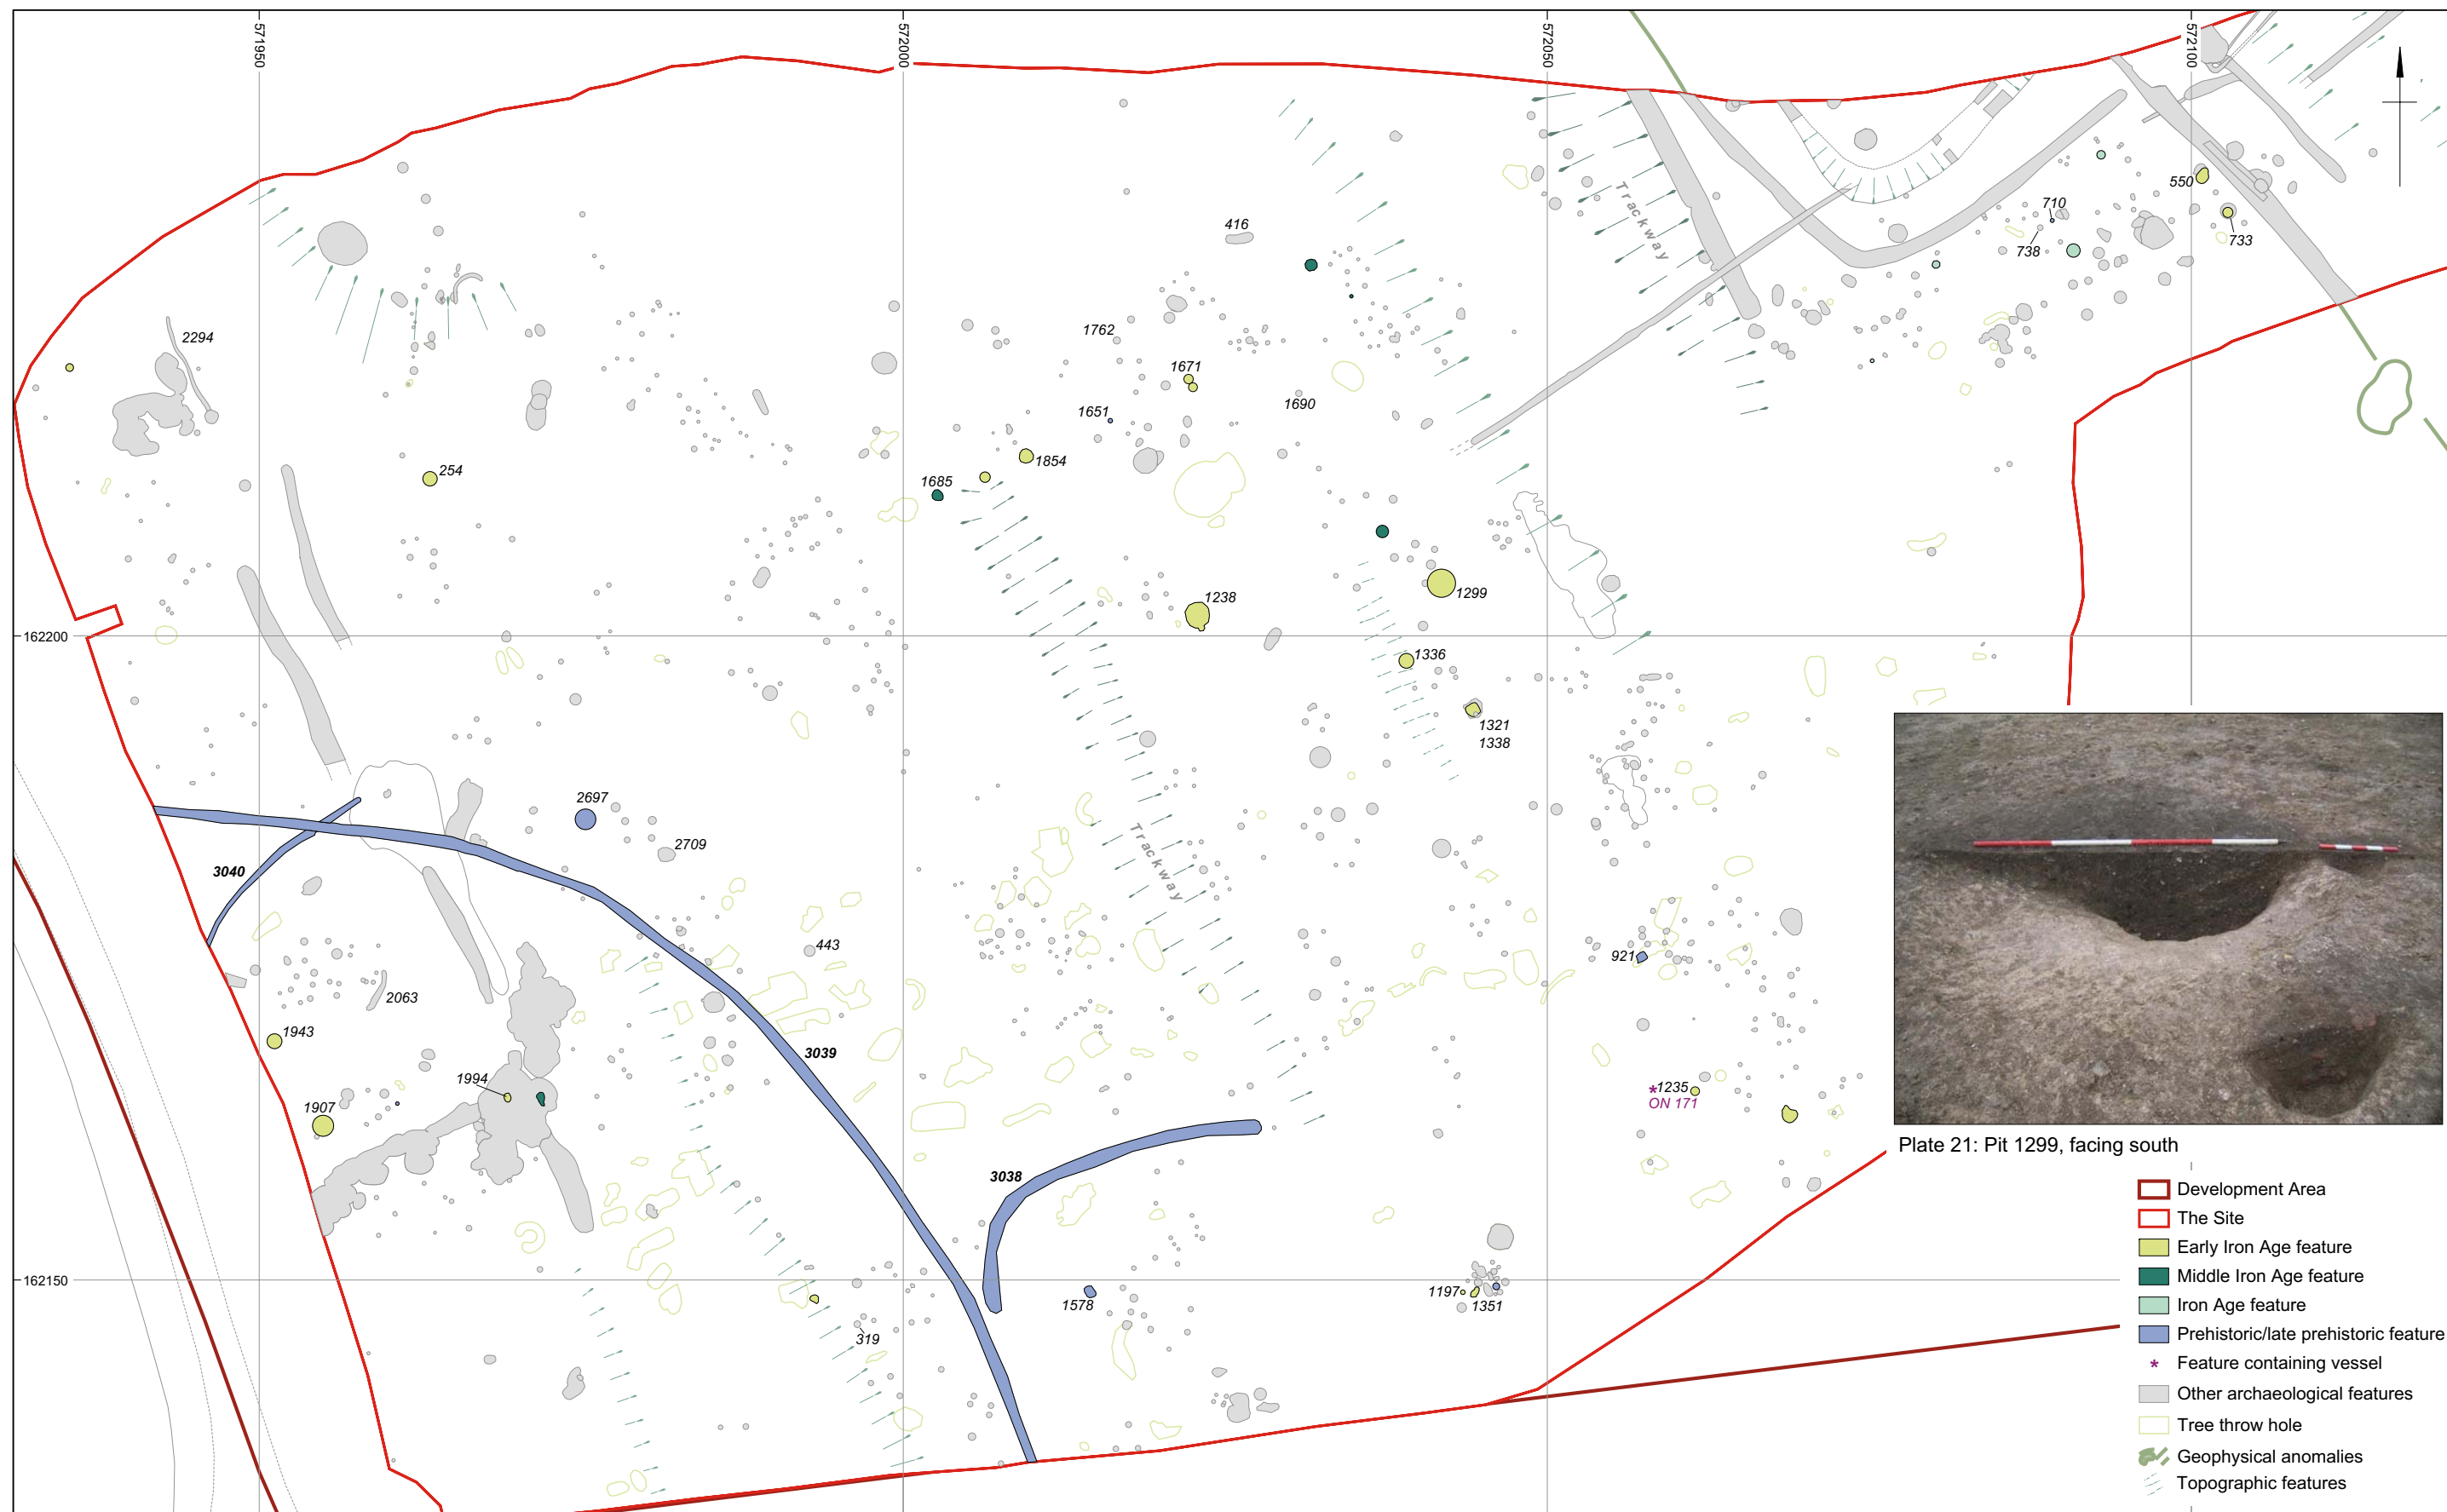 571950
572000
572050
572100
Trackway
550
710
738
733
416
2294
1762
1671
1651
1690
254
1854
1685
1238
1299
162200
1336
1321
1338
2697
2709
Trackway
3040
443
921
2063
1943
3039
1994
1235
*
ON 171
1907
3038
1578
1197
1351
319
162150
Plate 21: Pit 1299, facing south
Development Area
The Site
Early Iron Age feature
Middle Iron Age feature
Iron Age feature
Prehistoric/late prehistoric feature
* Feature containing vessel
Other archaeological features
Tree throw hole
Geophysical anomalies
Topographic features